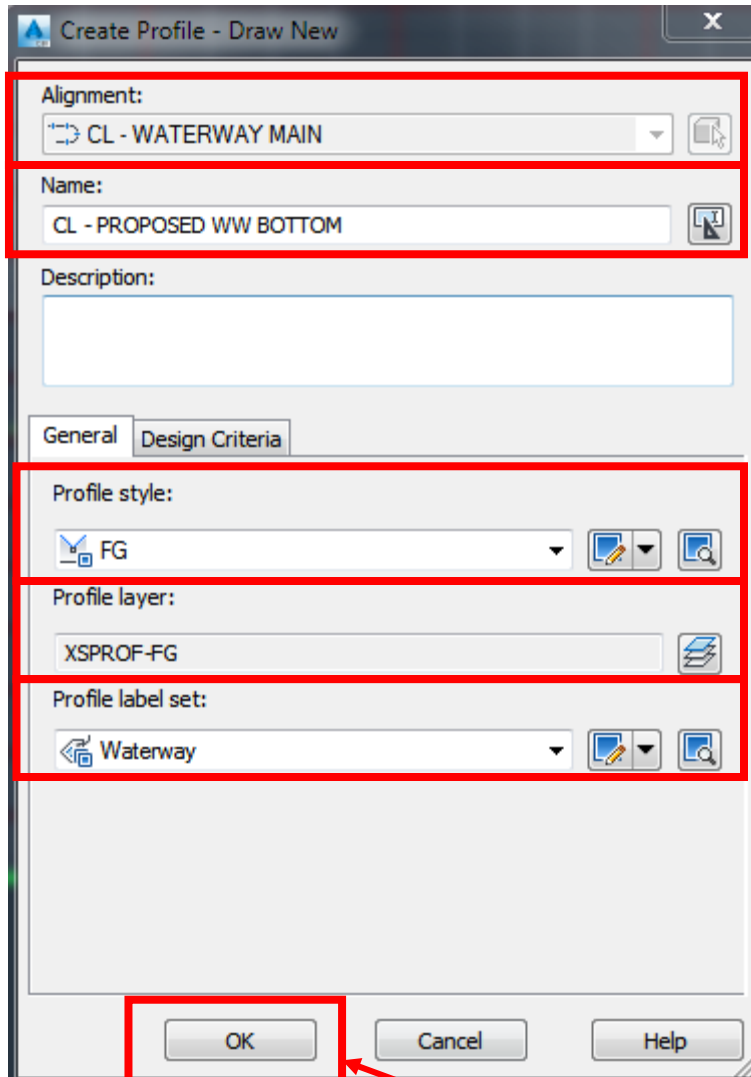 Create Profile - Draw New
X
Alignment:
CL - WATERWAY MAIN
Name:
CL - PROPOSED WW BOTTOM
Description:
General
Design Criteria
Profile style:
FG
Profile layer:
XSPROF-FG
Profile label set:
Waterway
OK
Cancel
Help